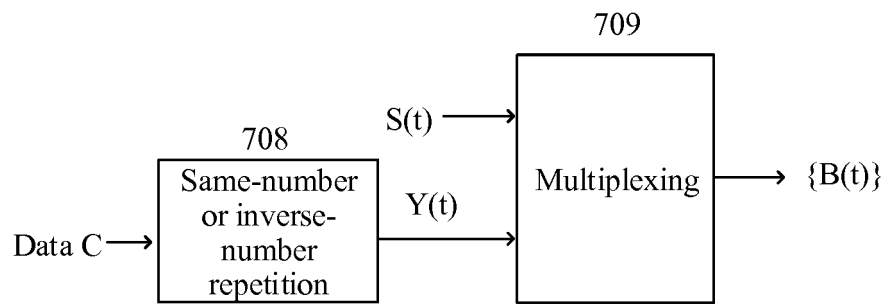 709
S(t)
708
Same-number
or inverse-
number
repetition
Multiplexing
{B(t)}
Y(t)
Data C